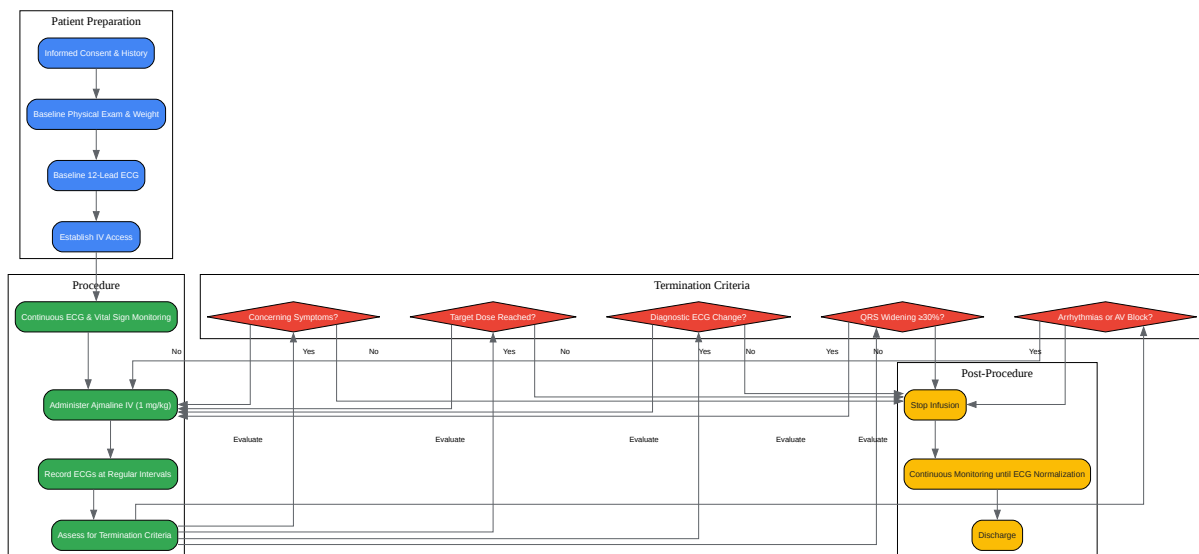 Patient Preparation
Informed Consent & History
Baseline Physical Exam & Weight
Baseline 12-Lead ECG
Establish IV Access
Procedure
Continuous ECG & Vital Sign Monitoring
Administer Ajmaline IV (1 mg/kg)
Record ECGs at Regular Intervals
Assess for Termination Criteria
Termination Criteria
Concerning Symptoms?
Target Dose Reached?
Diagnostic ECG Change?
QRS Widening ≥30%?
Arrhythmias or AV Block?
No
Yes
No
Yes
No
Yes
No
Yes
No
Yes
Evaluate
Evaluate
Evaluate
Evaluate
Evaluate
Post-Procedure
Stop Infusion
Continuous Monitoring until ECG Normalization
Discharge